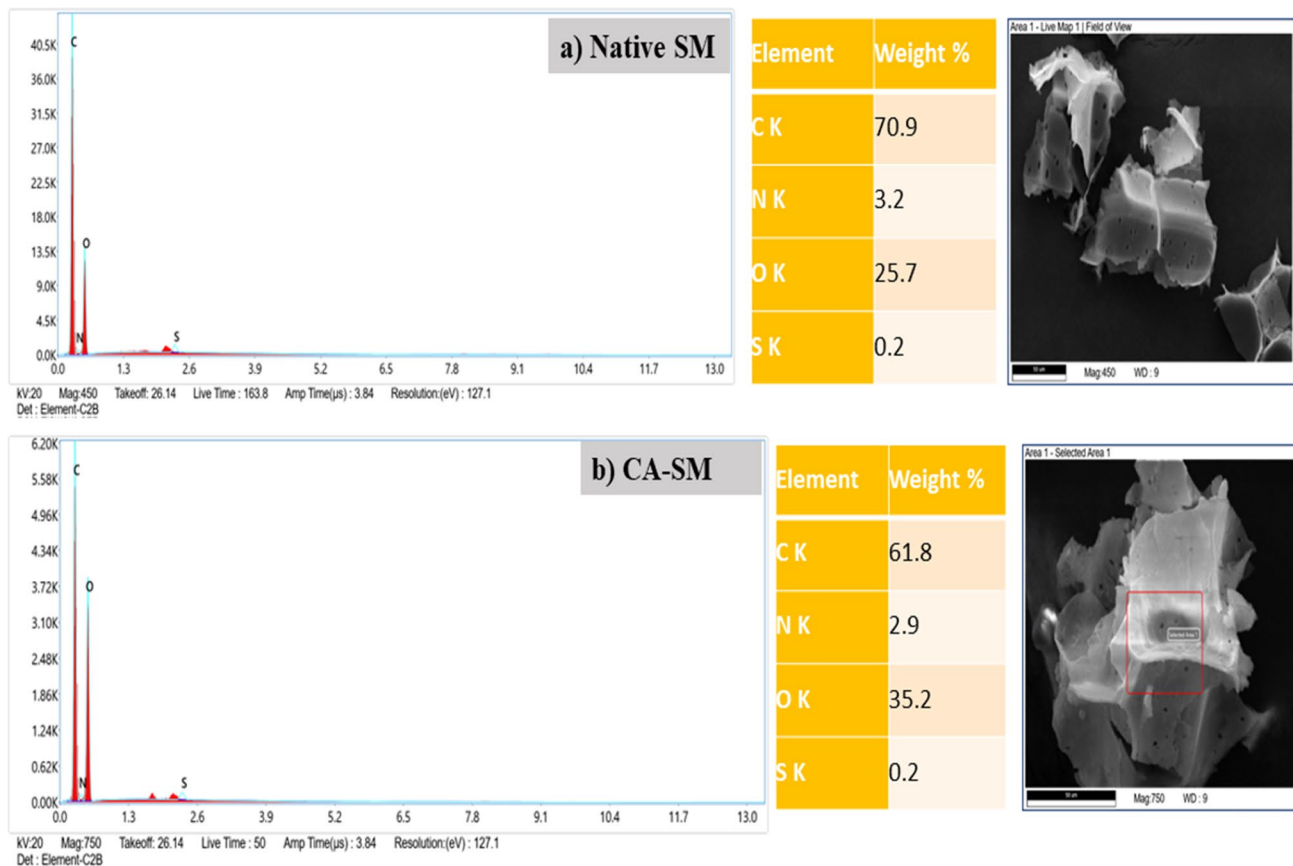 a) Native SM
40.5K
36.0K
31.5K
27.0K
22.5K
18.0K
13.5K
9.0K
4.5K
0.0K
C
O
N
S
0.0 1.3 2.6 3.9 5.2 6.5 7.8 9.1 10.4 11.7 13.0
kV:20 Mag:450 Takeoff: 26.14 Live Time : 163.8 Amp Time(µs) : 3.84 Resolution:(eV) : 127.1
Det : Element-C2B
Element Weight %
C K 70.9
N K 3.2
O K 25.7
S K 0.2
Area 1 - Live Map 1 | Field of View
50 um Mag:450 WD : 9
b) CA-SM
6.20K
5.58K
4.96K
4.34K
3.72K
3.10K
2.48K
1.86K
1.24K
0.62K
0.00K
C
O
N
S
0.0 1.3 2.6 3.9 5.2 6.5 7.8 9.1 10.4 11.7 13.0
kV:20 Mag:750 Takeoff: 26.14 Live Time : 50 Amp Time(µs) : 3.84 Resolution:(eV) : 127.1
Det : Element-C2B
Element Weight %
C K 61.8
N K 2.9
O K 35.2
S K 0.2
Area 1 - Selected Area 1
Selected Area 1
50 um Mag:750 WD : 9